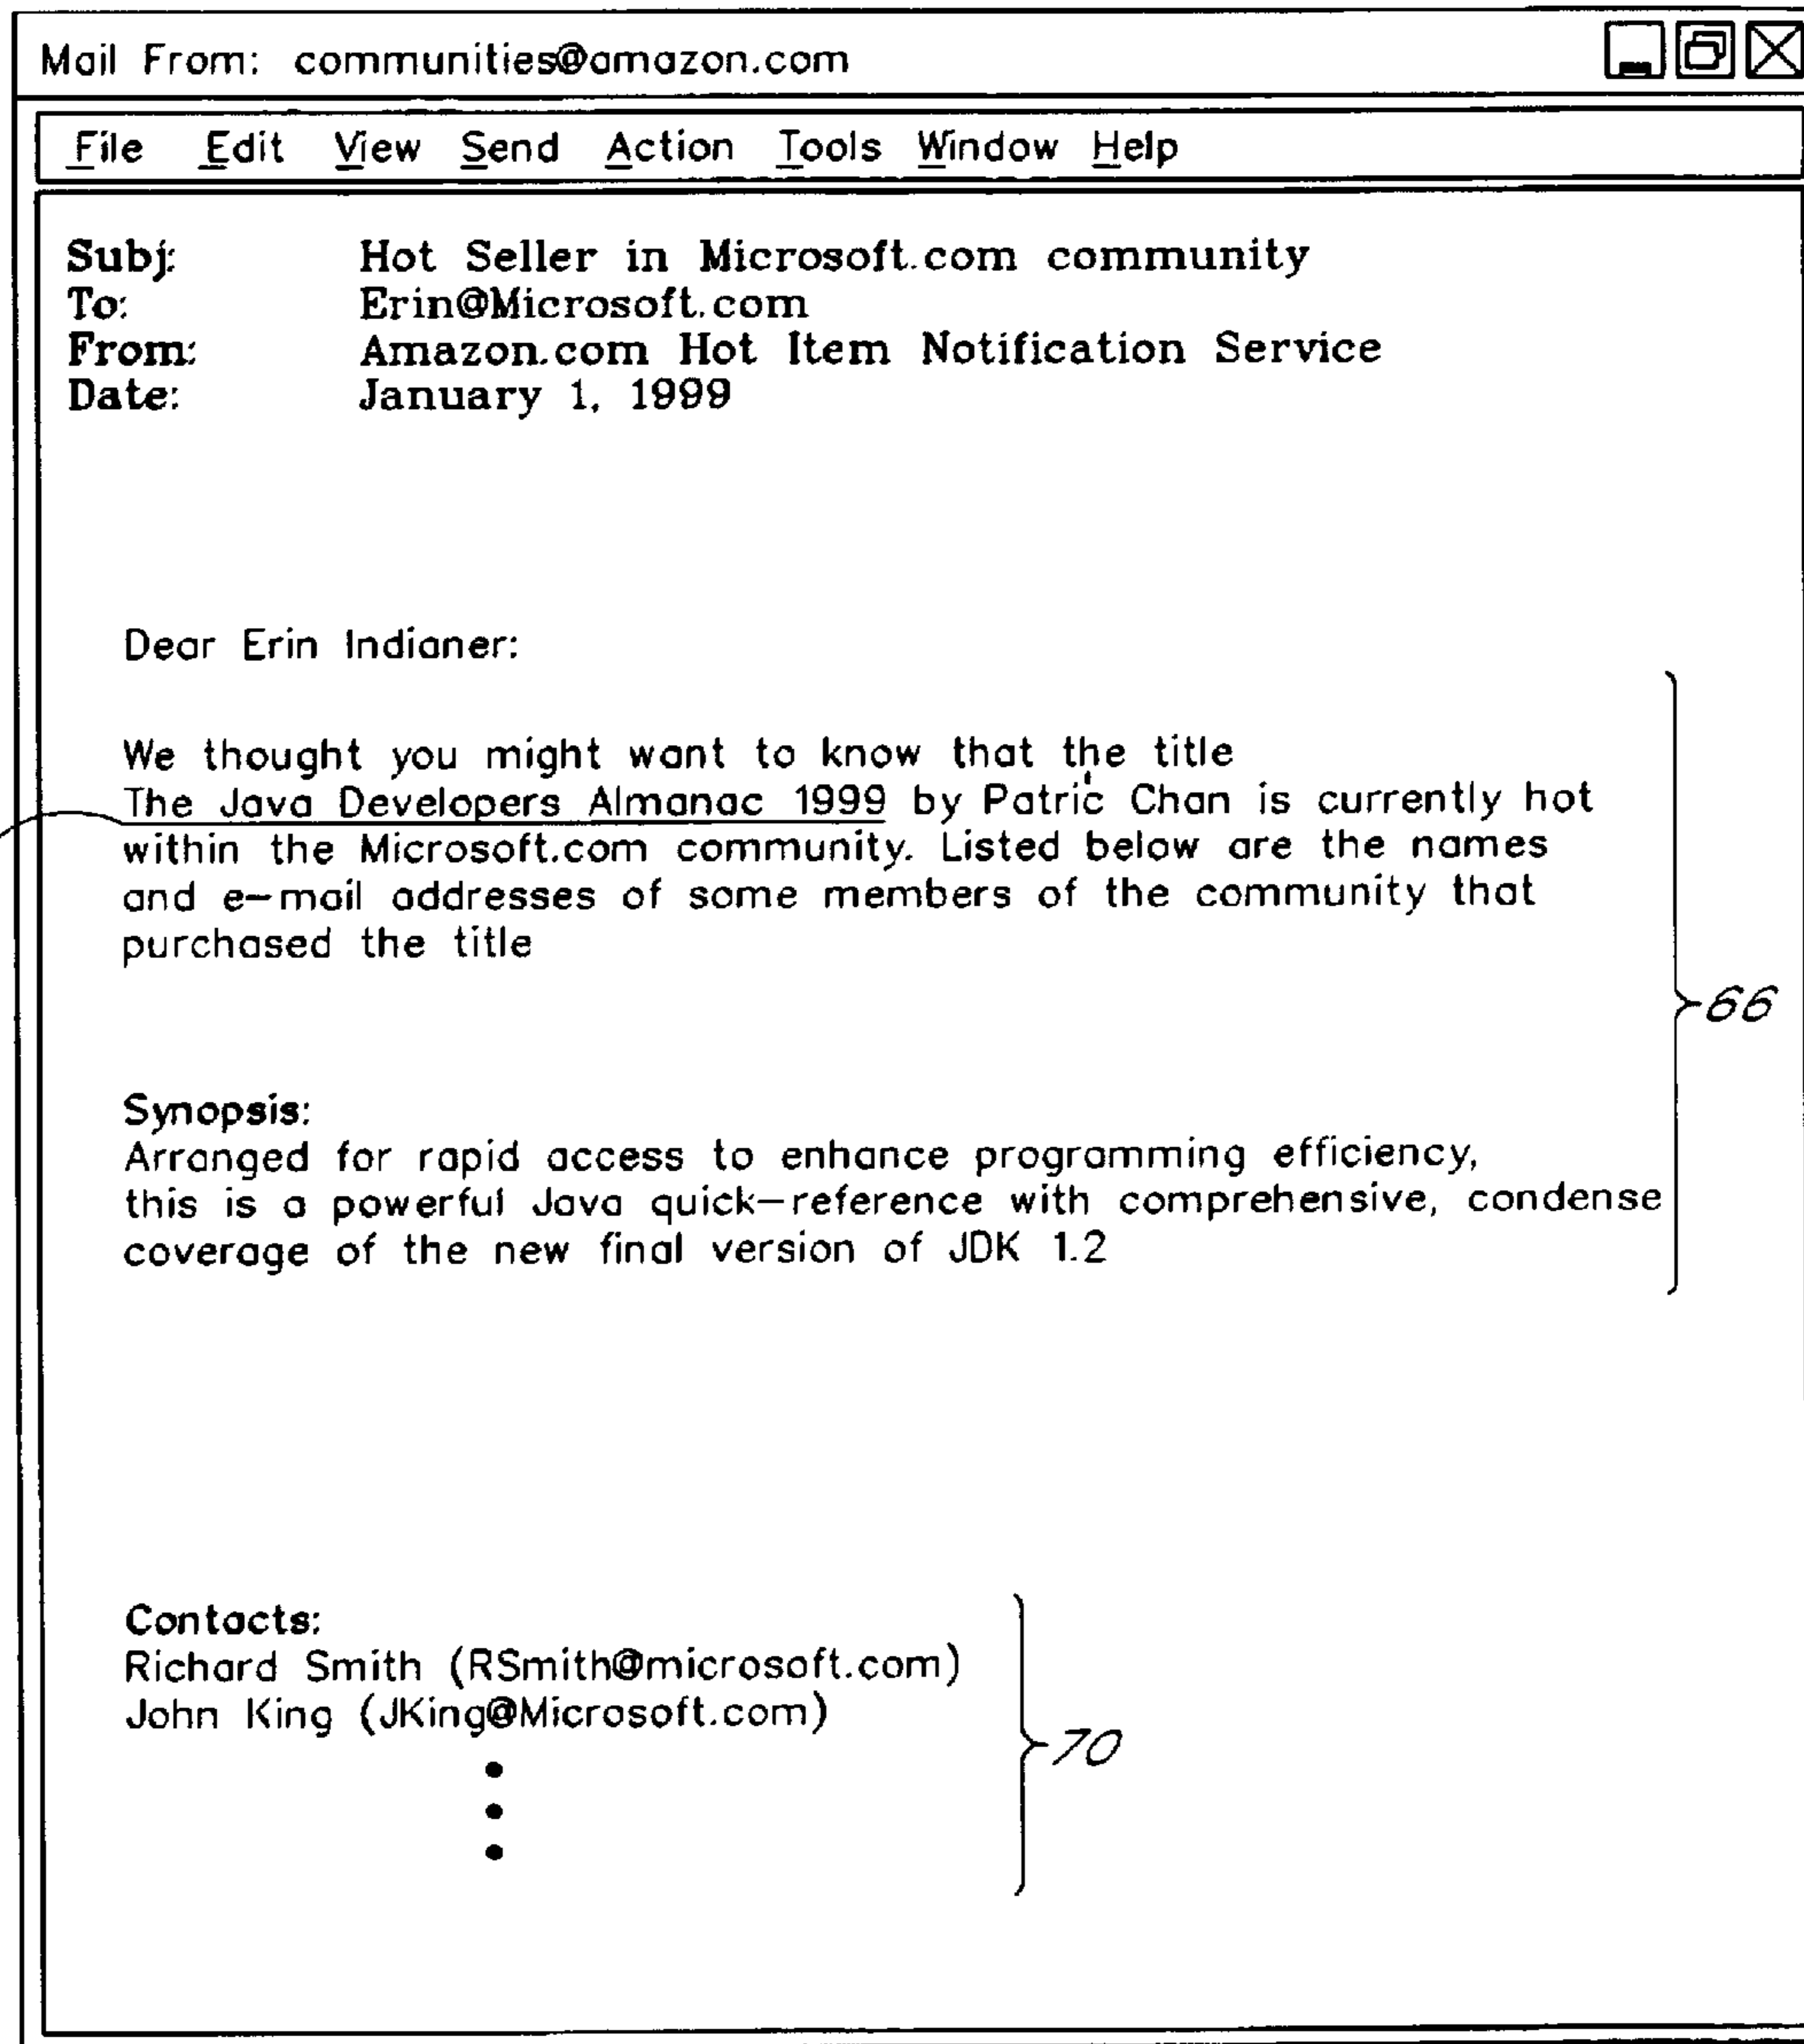 Mail From: communities@amazon.com
File Edit View Send Action Tools Window Help
Subj: Hot Seller in Microsoft.com community
To: Erin@Microsoft.com
From: Amazon.com Hot Item Notification Service
Date: January 1, 1999
Dear Erin Indianer:
We thought you might want to know that the title
The Java Developers Almanac 1999 by Patric Chan is currently hot
within the Microsoft.com community. Listed below are the names
and e-mail addresses of some members of the community that
purchased the title
66
Synopsis:
Arranged for rapid access to enhance programming efficiency,
this is a powerful Java quick-reference with comprehensive, condense
coverage of the new final version of JDK 1.2
Contacts:
Richard Smith (RSmith@microsoft.com)
John King (JKing@Microsoft.com)
70